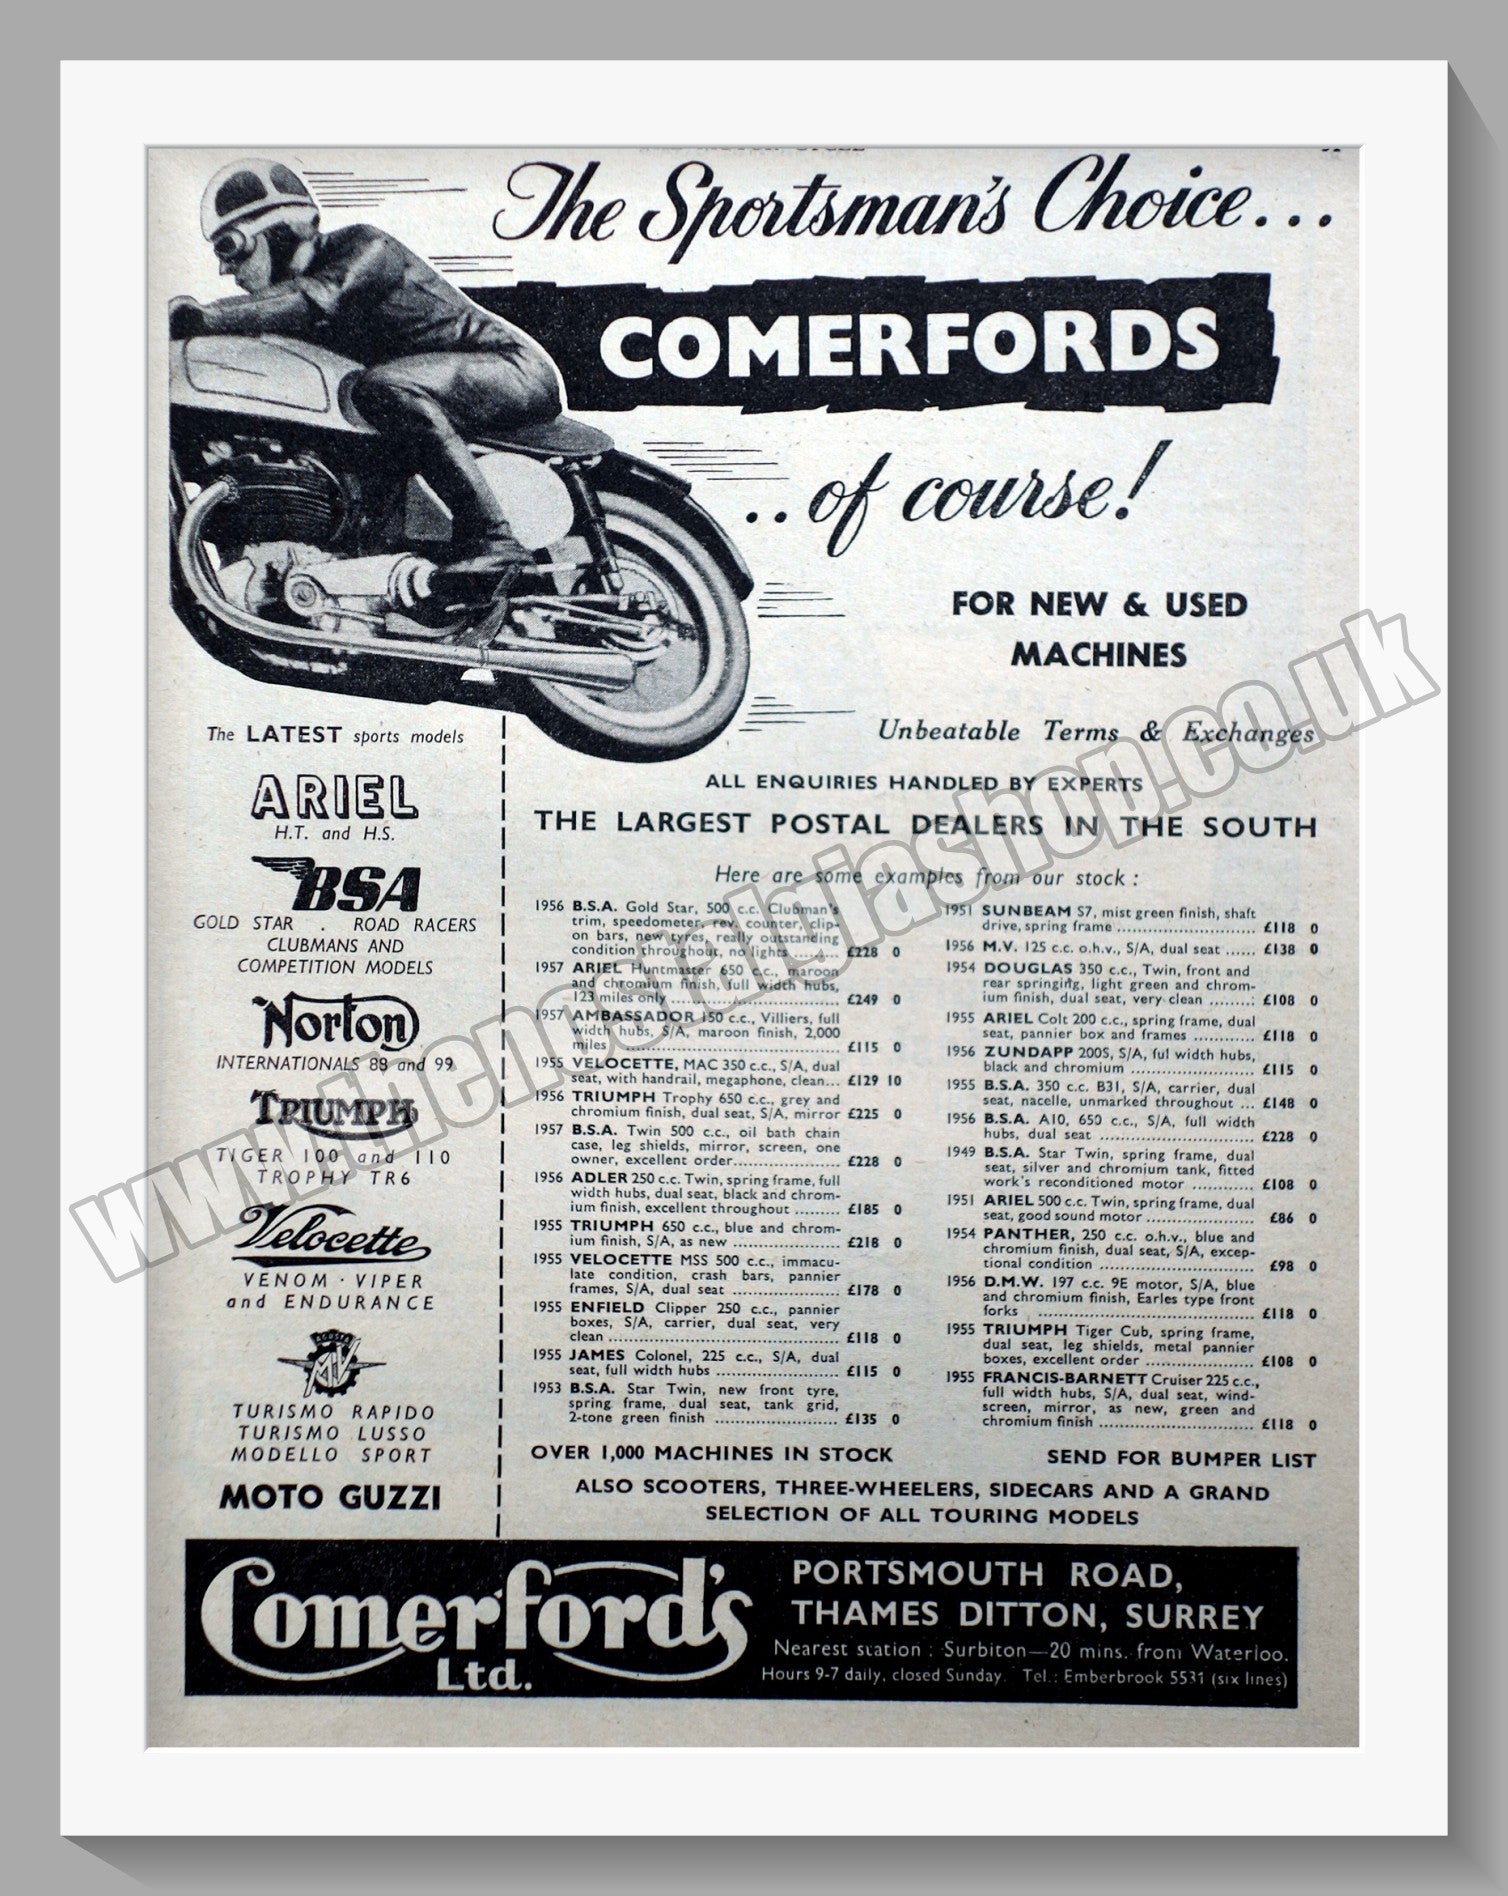 The Sportsman's Choice...
COMERFORDS
..of course!
FOR NEW & USED
MACHINES
Unbeatable Terms & Exchanges
ALL ENQUIRIES HANDLED BY EXPERTS
THE LARGEST POSTAL DEALERS IN THE SOUTH
Here are some examples from our stock :
The LATEST sports models
ARIEL
H.T. and H.S.
BSA
GOLD STAR . ROAD RACERS
CLUBMANS AND
COMPETITION MODELS
Norton
INTERNATIONALS 88 and 99
TRIUMPH
TIGER 100 and 110
TROPHY TR6
Velocette
VENOM · VIPER
and ENDURANCE
AGUSTA
MV
TURISMO RAPIDO
TURISMO LUSSO
MODELLO SPORT
MOTO GUZZI
1956 B.S.A. Gold Star, 500 c.c. Clubman's
trim, speedometer, rev. counter, clip-
on bars, new tyres, really outstanding
condition throughout, no lights ......... £228 0
1957 ARIEL Huntmaster 650 c.c., maroon
and chromium finish, full width hubs,
123 miles only ........................... £249 0
1957 AMBASSADOR 150 c.c., Villiers, full
width hubs, S/A, maroon finish, 2,000
miles ........................... £115 0
1955 VELOCETTE, MAC 350 c.c., S/A, dual
seat, with handrail, megaphone, clean... £129 10
1956 TRIUMPH Trophy 650 c.c., grey and
chromium finish, dual seat, S/A, mirror £225 0
1957 B.S.A. Twin 500 c.c., oil bath chain
case, leg shields, mirror, screen, one
owner, excellent order.................. £228 0
1956 ADLER 250 c.c. Twin, spring frame, full
width hubs, dual seat, black and chrom-
ium finish, excellent throughout ......... £185 0
1955 TRIUMPH 650 c.c., blue and chrom-
ium finish, S/A, as new ..................... £218 0
1955 VELOCETTE MSS 500 c.c., immacu-
late condition, crash bars, pannier
frames, S/A, dual seat ..................... £178 0
1955 ENFIELD Clipper 250 c.c., pannier
boxes, S/A, carrier, dual seat, very
clean ............................................. £118 0
1955 JAMES Colonel, 225 c.c., S/A, dual
seat, full width hubs ........................ £115 0
1953 B.S.A. Star Twin, new front tyre,
spring frame, dual seat, tank grid,
2-tone green finish ........................ £135 0
1951 SUNBEAM S7, mist green finish, shaft
drive, spring frame ........................... £118 0
1956 M.V. 125 c.c. o.h.v., S/A, dual seat ...... £138 0
1954 DOUGLAS 350 c.c., Twin, front and
rear springing, light green and chrom-
ium finish, dual seat, very clean ........: £108 0
1955 ARIEL Colt 200 c.c., spring frame, dual
seat, pannier box and frames ............ £118 0
1956 ZUNDAPP 200S, S/A, ful width hubs,
black and chromium ........................ £115 0
1955 B.S.A. 350 c.c. B31, S/A, carrier, dual
seat, nacelle, unmarked throughout ... £148 0
1956 B.S.A. A10, 650 c.c., S/A, full width
hubs, dual seat .............................. £228 0
1949 B.S.A. Star Twin, spring frame, dual
seat, silver and chromium tank, fitted
work's reconditioned motor ............ £108 0
1951 ARIEL 500 c.c. Twin, spring frame, dual
seat, good sound motor ..................... £86 0
1954 PANTHER, 250 c.c. o.h.v., blue and
chromium finish, dual seat, S/A, excep-
tional condition .............................. £98 0
1956 D.M.W. 197 c.c. 9E motor, S/A, blue
and chromium finish, Earles type front
forks .......................................... £118 0
1955 TRIUMPH Tiger Cub, spring frame,
dual seat, leg shields, metal pannier
boxes, excellent order ..................... £108 0
1955 FRANCIS-BARNETT Cruiser 225 c.c.,
full width hubs, S/A, dual seat, wind-
screen, mirror, as new, green and
chromium finish .............................. £118 0
OVER 1,000 MACHINES IN STOCK
SEND FOR BUMPER LIST
ALSO SCOOTERS, THREE-WHEELERS, SIDECARS AND A GRAND
SELECTION OF ALL TOURING MODELS
Comerford's
Ltd.
PORTSMOUTH ROAD,
THAMES DITTON, SURREY
Nearest station : Surbiton—20 mins. from Waterloo.
Hours 9-7 daily, closed Sunday. Tel.: Emberbrook 5531 (six lines)
www.thenostalgiashop.co.uk